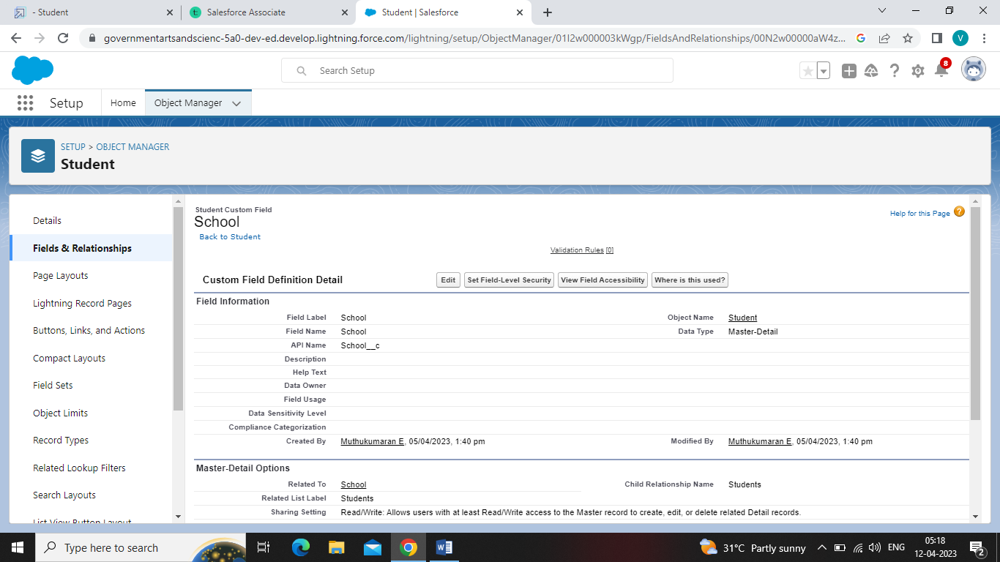 - Student
Salesforce Associate
Student | Salesforce
governmentartsandscienc-5a0-dev-ed.develop.lightning.force.com/lightning/setup/ObjectManager/01I2w000003kWgp/FieldsAndRelationships/00N2w00000aW4z...
V
Search Setup
8
Setup
Home
Object Manager
SETUP > OBJECT MANAGER
Student
Details
Fields & Relationships
Page Layouts
Lightning Record Pages
Buttons, Links, and Actions
Compact Layouts
Field Sets
Object Limits
Record Types
Related Lookup Filters
Search Layouts
List View Button Layout
Student Custom Field
School
Back to Student
Help for this Page ?
Validation Rules [0]
Custom Field Definition Detail
Edit
Set Field-Level Security
View Field Accessibility
Where is this used?
Field Information
Field Label School
Object Name Student
Field Name School
Data Type Master-Detail
API Name School__c
Description
Help Text
Data Owner
Field Usage
Data Sensitivity Level
Compliance Categorization
Created By Muthukumaran E, 05/04/2023, 1:40 pm
Modified By Muthukumaran E, 05/04/2023, 1:40 pm
Master-Detail Options
Related To School
Child Relationship Name Students
Related List Label Students
Sharing Setting Read/Write: Allows users with at least Read/Write access to the Master record to create, edit, or delete related Detail records.
Type here to search
31°C Partly sunny
ENG
05:18
12-04-2023
2